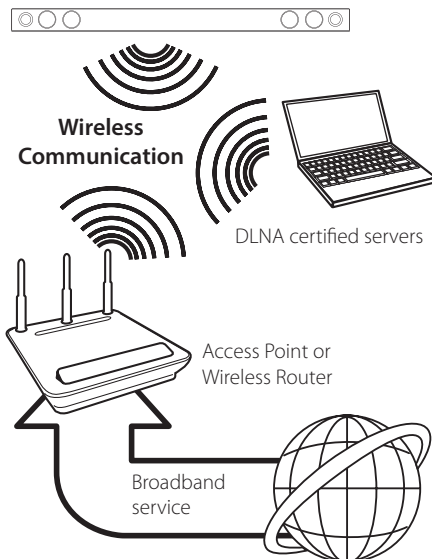 Wireless
Communication
DLNA certified servers
Access Point or
Wireless Router
Broadband
service